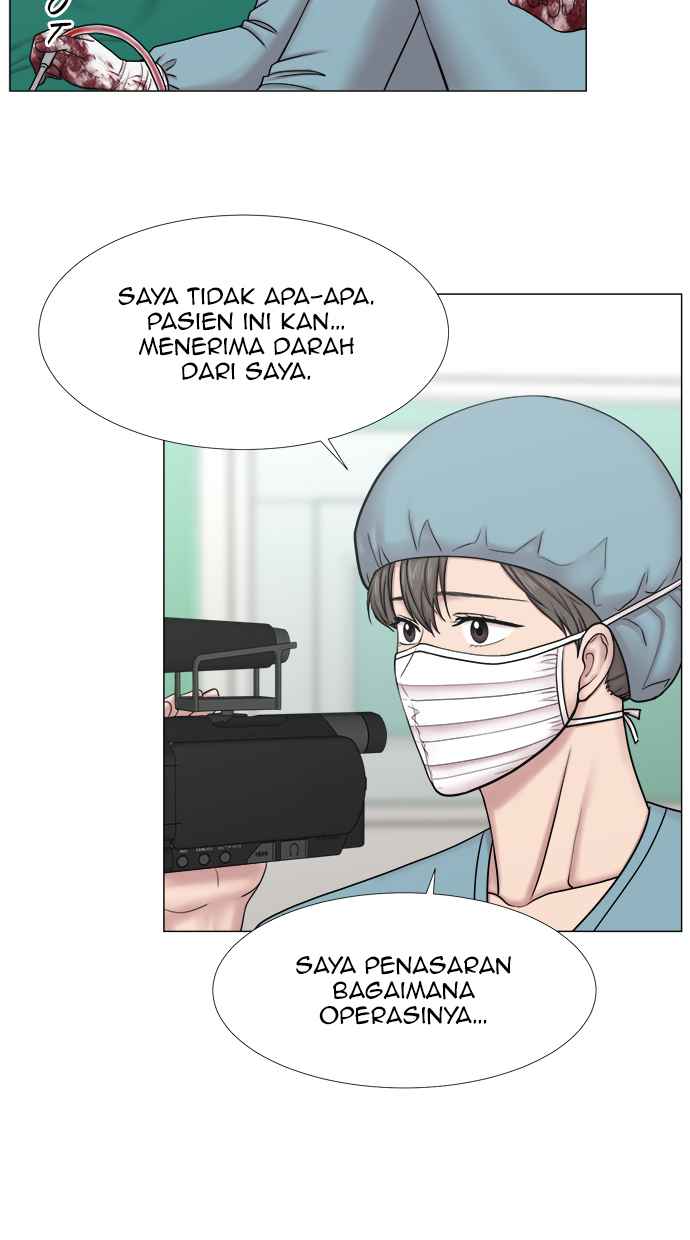 T
SAYA TIDAK APA-APA.
PASIEN INI KAN...
MENERIMA DARAH
DARI SAYA.
SAYA PENASARAN
BAGAIMANA
OPERASINYA...